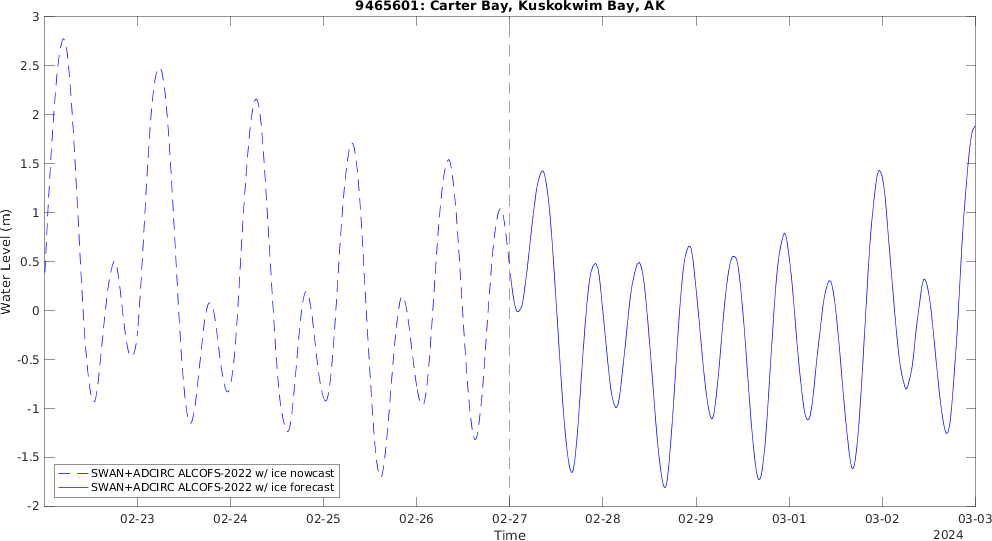 9465601: Carter Bay, Kuskokwim Bay, AK
Water Level (m)
3
2.5
2
1.5
1
0.5
0
-0.5
-1
-1.5
-2
SWAN+ADCIRC ALCOFS-2022 w/ ice nowcast
SWAN+ADCIRC ALCOFS-2022 w/ ice forecast
02-23 02-24 02-25 02-26 02-27 02-28 02-29 03-01 03-02 03-03
Time
2024